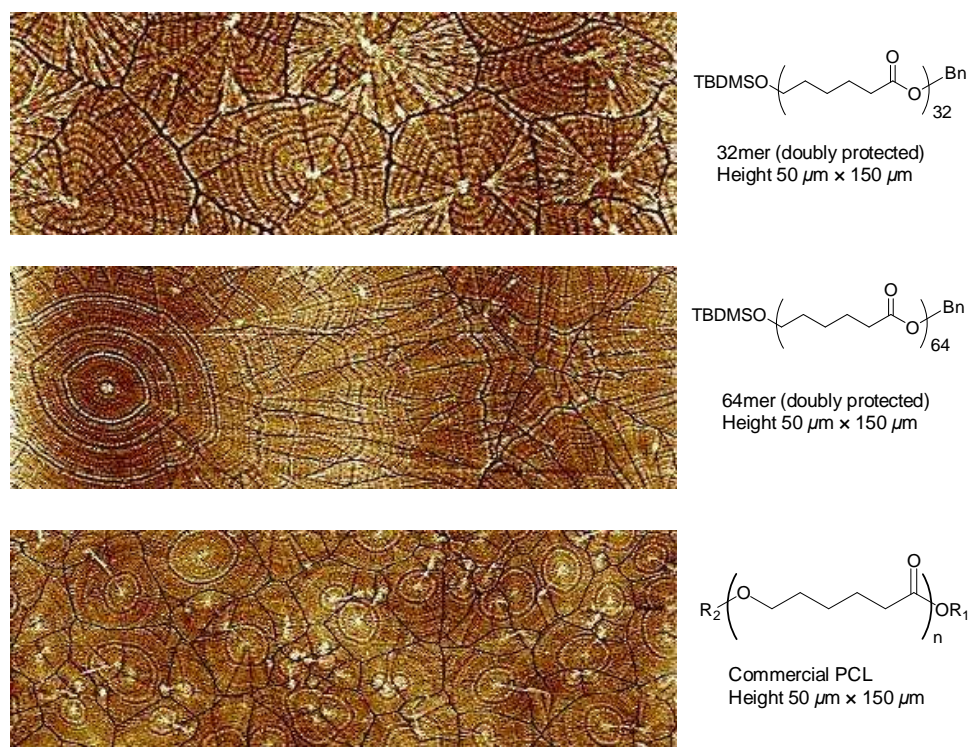 O
TBDMSO
O
Bn
32
32mer (doubly protected)
Height 50 µm × 150 µm
O
TBDMSO
O
Bn
64
64mer (doubly protected)
Height 50 µm × 150 µm
O
O
R2
OR1
n
Commercial PCL
Height 50 µm × 150 µm